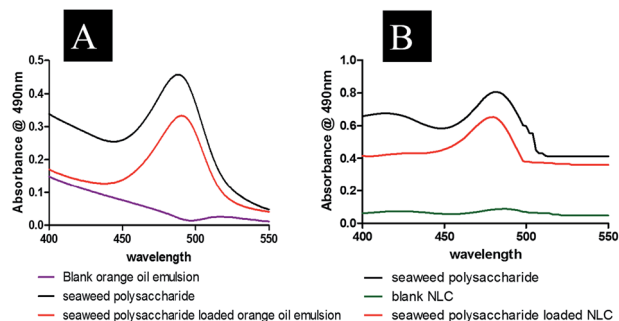 A
B
Absorbance @ 490nm
0.5
0.4
0.3
0.2
0.1
0.0
400
450
500
550
wavelength
Blank orange oil emulsion
seaweed polysaccharide
seaweed polysaccharide loaded orange oil emulsion
Absorbance @ 490nm
1.0
0.8
0.6
0.4
0.2
0.0
400
450
500
550
wavelength
seaweed polysaccharide
blank NLC
seaweed polysaccharide loaded NLC